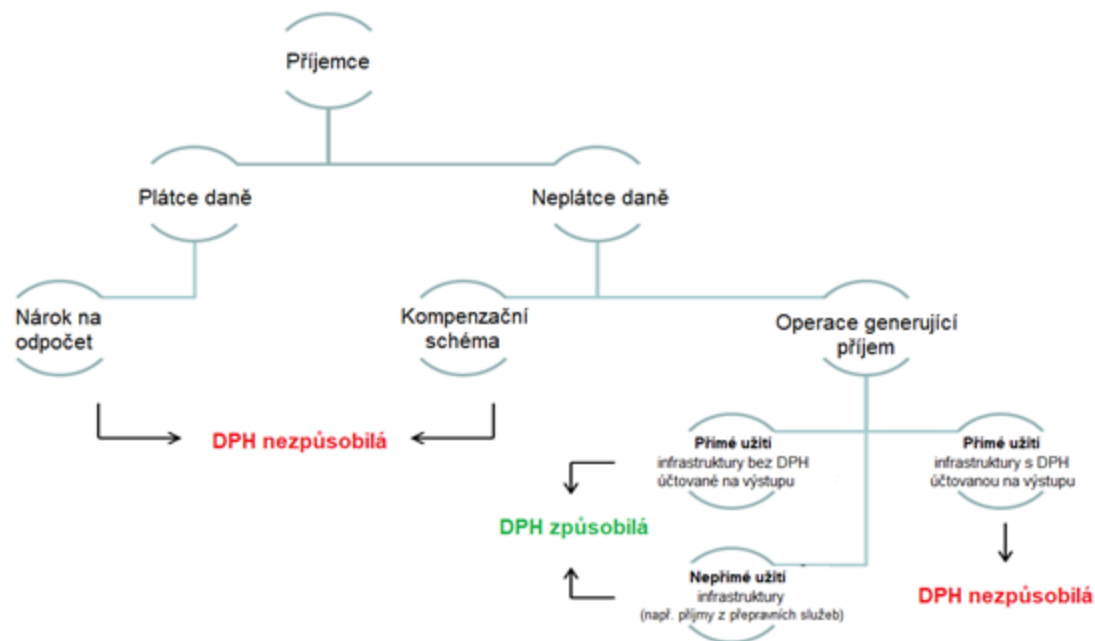 Příjemce
Plátce daně
Neplátce daně
Nárok na
odpočet
Kompenzační
schéma
Operace generující
příjem
DPH nezpůsobilá
Přímé užití
infrastruktury bez DPH
účtované na výstupu
Přímé užití
infrastruktury s DPH
účtovanou na výstupu
DPH způsobilá
Nepřímé užití
infrastruktury
(např. příjmy z přepravních služeb)
DPH nezpůsobilá